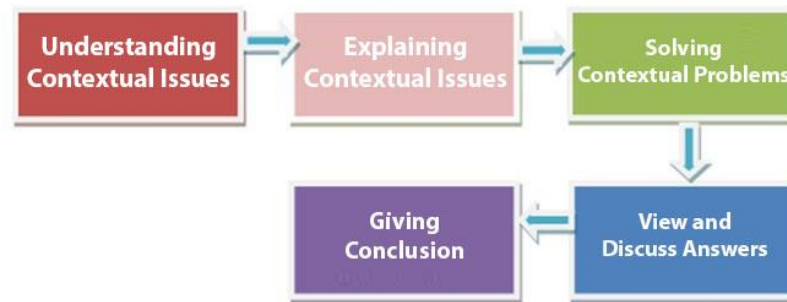 Understanding
Contextual Issues
Explaining
Contextual Issues
Solving
Contextual Problems
View and
Discuss Answers
Giving
Conclusion